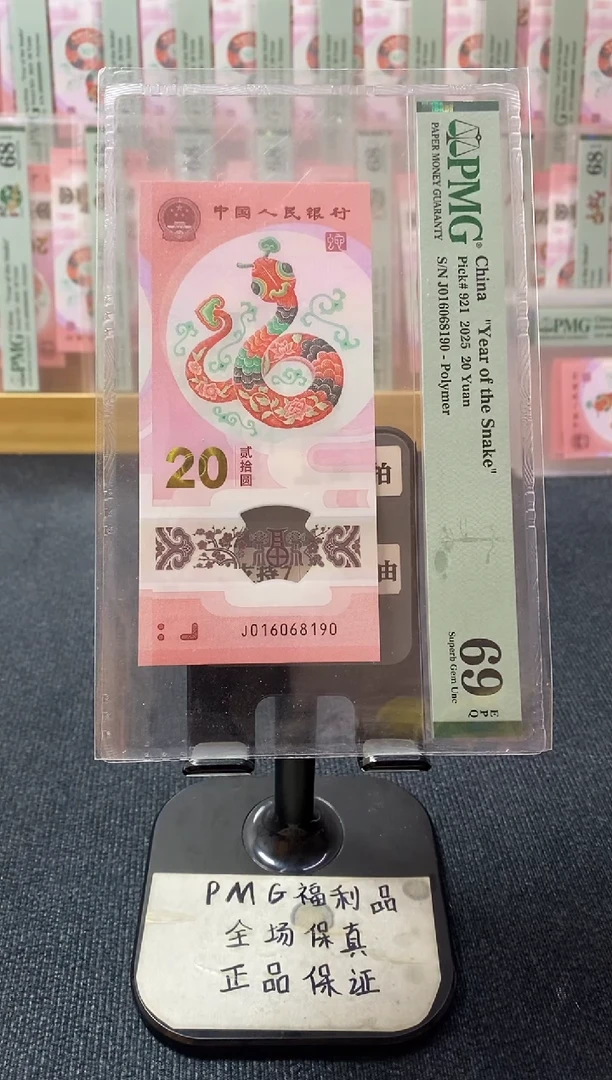 中国人民银行
20
贰拾圆
J016068190
PMG
PAPER MONEY GUARANTY
China "Year of the Snake"
Pick# 921 2025 20 Yuan
S/N J016068190 - Polymer
69
EPQ
Superb Gem Unc
PMG福利品
全场保真
正品保证